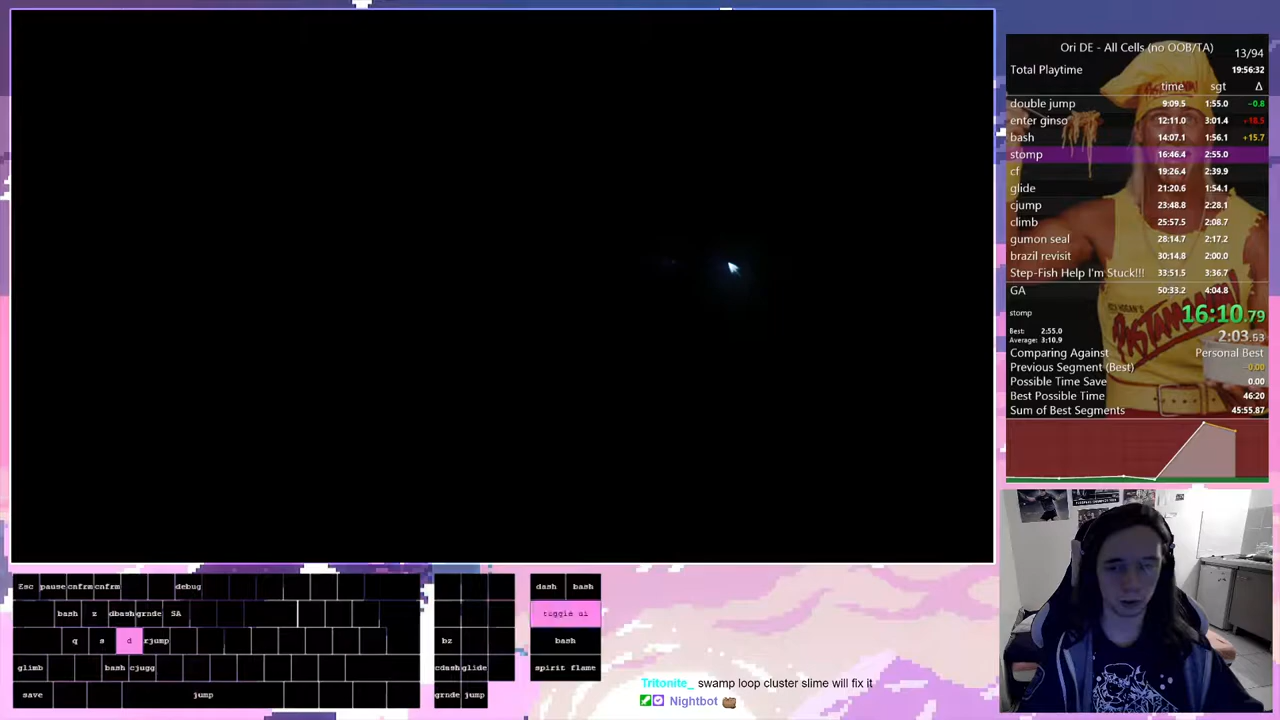 Ori DE - All Cells (no OOB/TA)
13/94
Total Playtime 19:56:32
time sgt Δ
double jump 9:09.5 1:55.0 −0.8
enter ginso 12:11.0 3:01.4 +18.5
bash 14:07.1 1:56.1 +15.7
stomp 16:46.4 2:55.0
cf 19:26.4 2:39.9
glide 21:20.6 1:54.1
cjump 23:48.8 2:28.1
climb 25:57.5 2:08.7
gumon seal 28:14.7 2:17.2
brazil revisit 30:14.8 2:00.0
Step-Fish Help I'm Stuck!!! 33:51.5 3:36.7
GA 50:33.2 4:04.8
stomp 16:10.79
Best: 2:55.0
Average: 3:10.9
2:03.53
Comparing Against Personal Best
Previous Segment (Best) −0.00
Possible Time Save 0.00
Best Possible Time 46:20
Sum of Best Segments 45:55.87
Esc pause cnfrm cnfrm debug
bash z dbash grnde SA
q s d rjump
glimb bash cjugg
save jump
bz
cdash glide
grnde jump
dash bash
toggle ui
bash
spirit flame
Tritonite_ swamp loop cluster slime will fix it
Nightbot